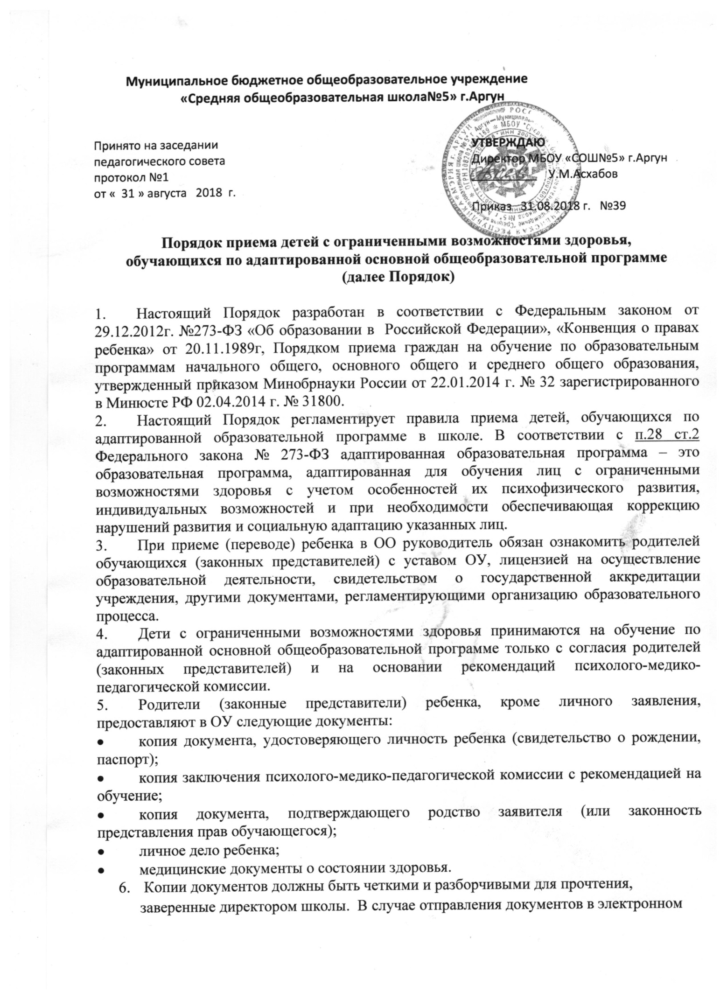 Муниципальное бюджетное общеобразовательное учреждение
«Средняя общеобразовательная школа№5» г.Аргун
Принято на заседании
педагогического совета
протокол №1
от « 31 » августа 2018 г.
УТВЕРЖДАЮ
Директор МБОУ «СОШ№5» г.Аргун
У.М.Асхабов
Приказ 31.08.2018 г. №39
Порядок приема детей с ограниченными возможностями здоровья,
обучающихся по адаптированной основной общеобразовательной программе
(далее Порядок)
1. Настоящий Порядок разработан в соответствии с Федеральным законом от
29.12.2012г. №273-ФЗ «Об образовании в Российской Федерации», «Конвенция о правах
ребенка» от 20.11.1989г, Порядком приема граждан на обучение по образовательным
программам начального общего, основного общего и среднего общего образования,
утвержденный приказом Минобрнауки России от 22.01.2014 г. № 32 зарегистрированного
в Минюсте РФ 02.04.2014 г. № 31800.
2. Настоящий Порядок регламентирует правила приема детей, обучающихся по
адаптированной образовательной программе в школе. В соответствии с п.28 ст.2
Федерального закона № 273-ФЗ адаптированная образовательная программа – это
образовательная программа, адаптированная для обучения лиц с ограниченными
возможностями здоровья с учетом особенностей их психофизического развития,
индивидуальных возможностей и при необходимости обеспечивающая коррекцию
нарушений развития и социальную адаптацию указанных лиц.
3. При приеме (переводе) ребенка в ОО руководитель обязан ознакомить родителей
обучающихся (законных представителей) с уставом ОУ, лицензией на осуществление
образовательной деятельности, свидетельством о государственной аккредитации
учреждения, другими документами, регламентирующими организацию образовательного
процесса.
4. Дети с ограниченными возможностями здоровья принимаются на обучение по
адаптированной основной общеобразовательной программе только с согласия родителей
(законных представителей) и на основании рекомендаций психолого-медико-
педагогической комиссии.
5. Родители (законные представители) ребенка, кроме личного заявления,
предоставляют в ОУ следующие документы:
• копия документа, удостоверяющего личность ребенка (свидетельство о рождении,
паспорт);
• копия заключения психолого-медико-педагогической комиссии с рекомендацией на
обучение;
• копия документа, подтверждающего родство заявителя (или законность
представления прав обучающегося);
• личное дело ребенка;
• медицинские документы о состоянии здоровья.
6. Копии документов должны быть четкими и разборчивыми для прочтения,
заверенные директором школы. В случае отправления документов в электронном